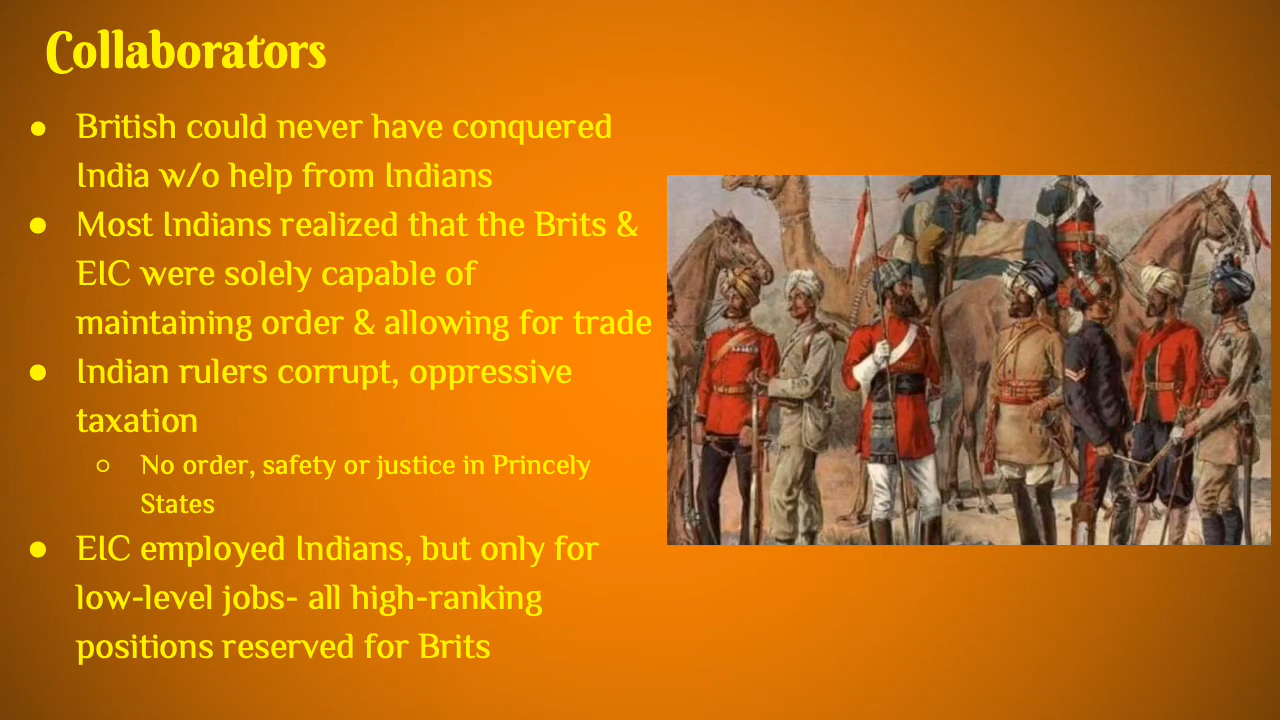 Collaborators
● British could never have conquered
India w/o help from Indians
● Most Indians realized that the Brits &
EIC were solely capable of
maintaining order & allowing for trade
● Indian rulers corrupt, oppressive
taxation
○ No order, safety or justice in Princely
States
● EIC employed Indians, but only for
low-level jobs- all high-ranking
positions reserved for Brits